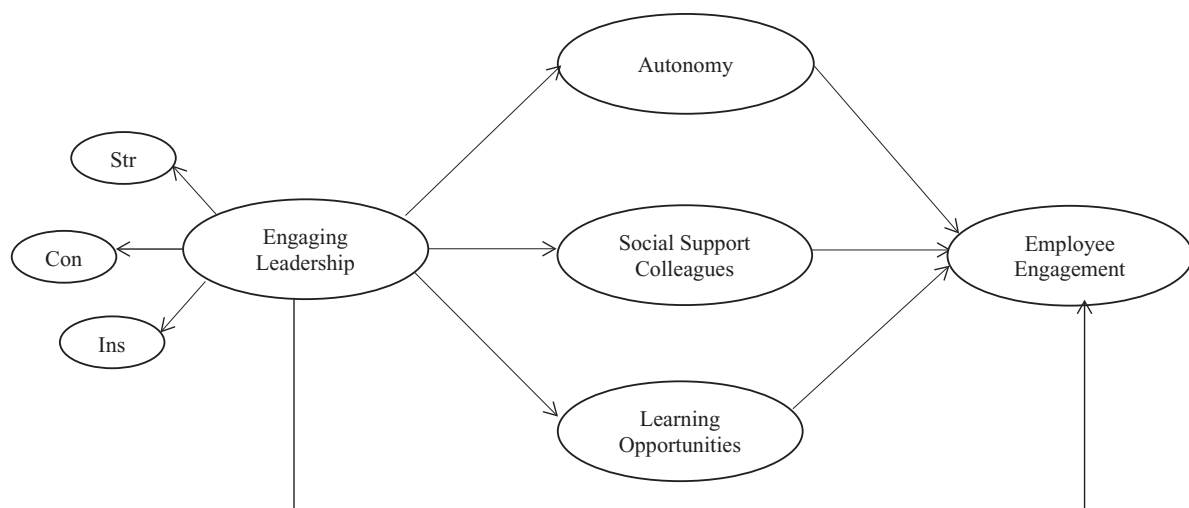 Autonomy
Str
Engaging
Leadership
Social Support
Colleagues
Employee
Engagement
Con
Ins
Learning
Opportunities